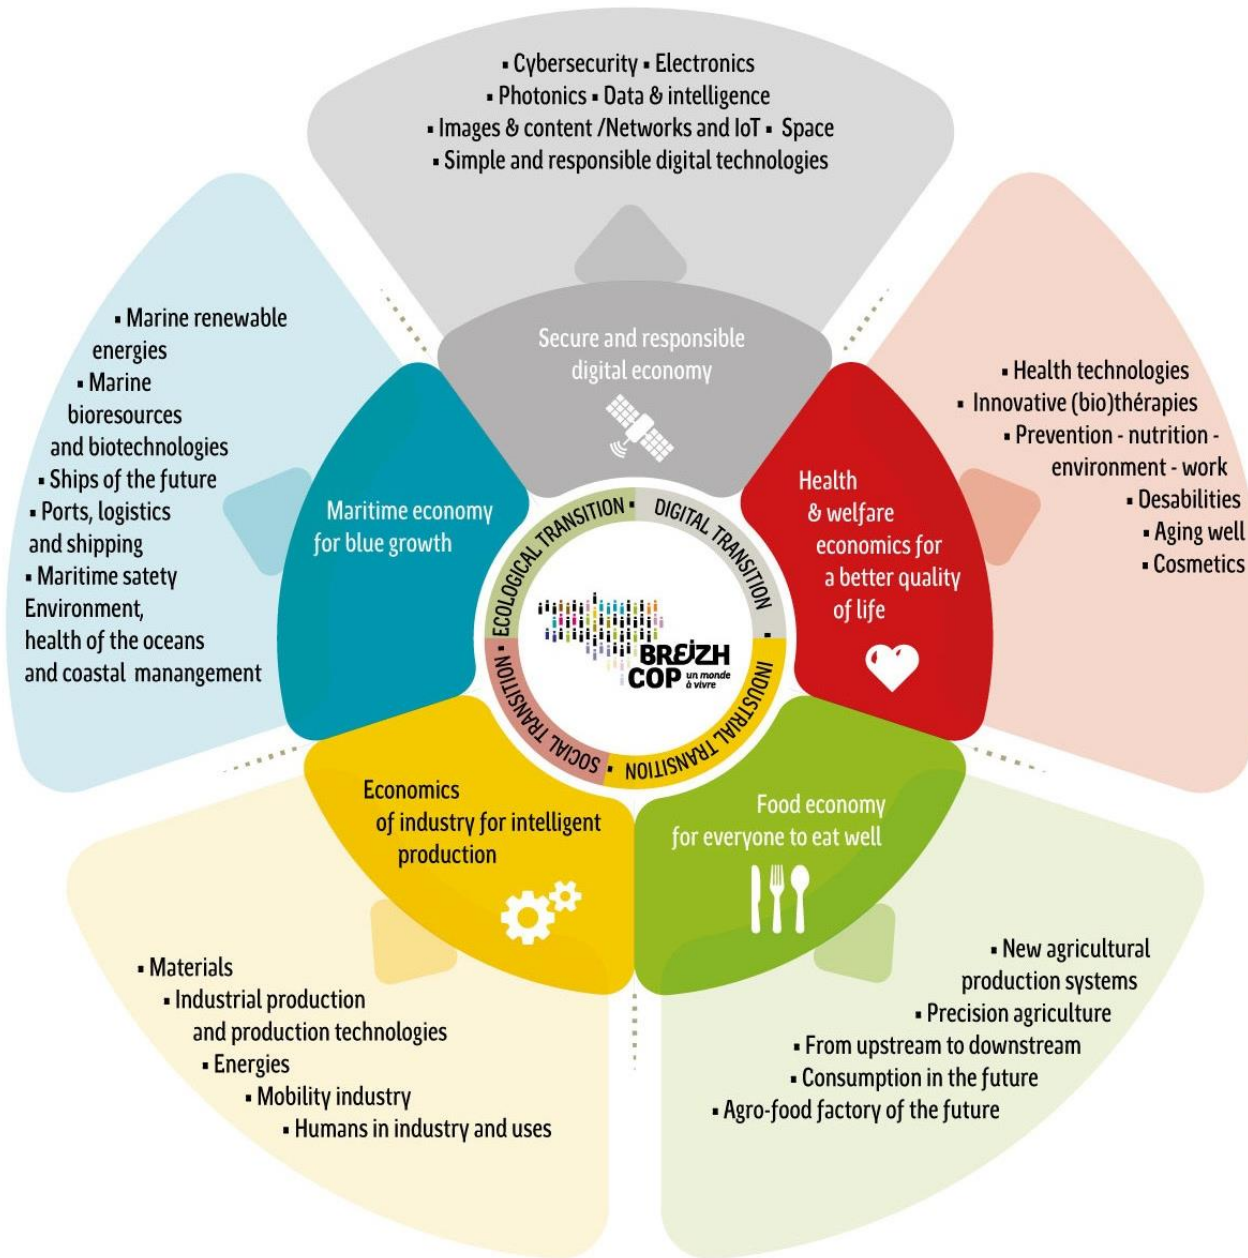 ▪ Cybersecurity ▪ Electronics
▪ Photonics ▪ Data & intelligence
▪ Images & content /Networks and IoT ▪ Space
▪ Simple and responsible digital technologies
Secure and responsible
digital economy
▪ Marine renewable
energies
▪ Marine
bioresources
and biotechnologies
▪ Ships of the future
▪ Ports, logistics
and shipping
▪ Maritime satety
Environment,
health of the oceans
and coastal manangement
Maritime economy
for blue growth
▪ Health technologies
▪ Innovative (bio)thérapies
▪ Prevention - nutrition -
environment - work
▪ Desabilities
▪ Aging well
▪ Cosmetics
Health
& welfare
economics for
a better quality
of life
ECOLOGICAL TRANSITION ▪
DIGITAL TRANSITION ▪
INDUSTRIAL TRANSITION ▪
SOCIAL TRANSITION ▪
BREIZH
COP un monde
à vivre
Economics
of industry for intelligent
production
▪ Materials
▪ Industrial production
and production technologies
▪ Energies
▪ Mobility industry
▪ Humans in industry and uses
Food economy
for everyone to eat well
▪ New agricultural
production systems
▪ Precision agriculture
▪ From upstream to downstream
▪ Consumption in the future
▪ Agro-food factory of the future